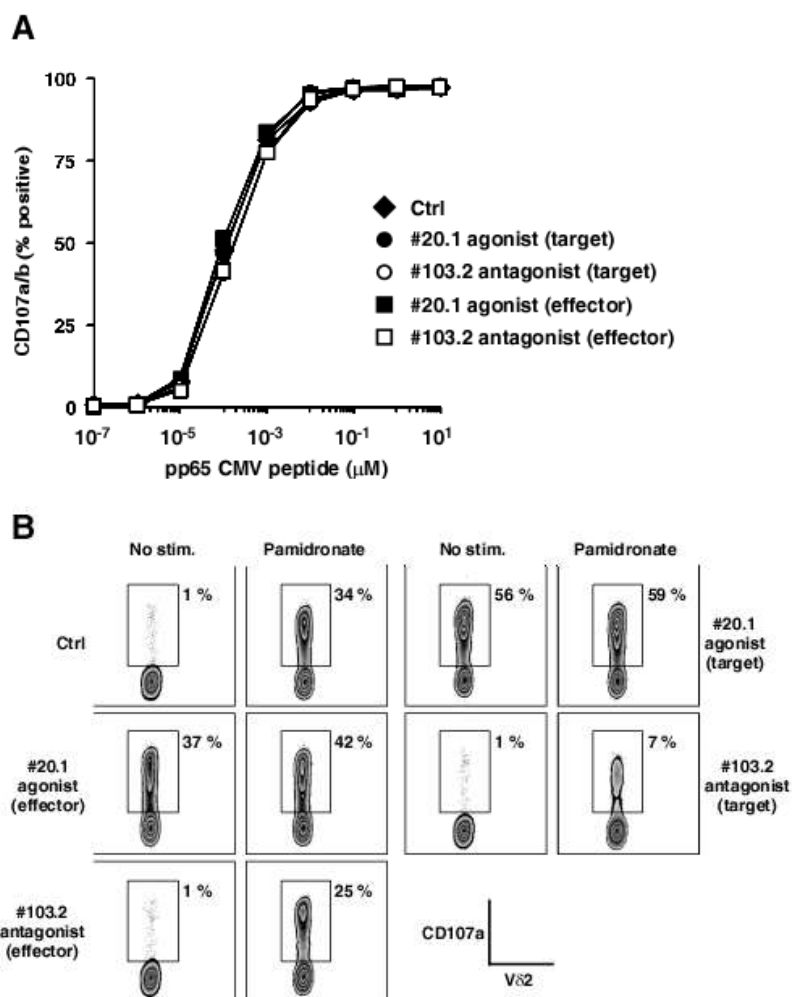 A
100
75
50
25
0
CD107a/b (% positive)
10-7 10-5 10-3 10-1 101
pp65 CMV peptide (μM)
Ctrl
#20.1 agonist (target)
#103.2 antagonist (target)
#20.1 agonist (effector)
#103.2 antagonist (effector)
B
No stim. Pamidronate No stim. Pamidronate
Ctrl
1 % 34 % 56 % 59 %
#20.1
agonist
(target)
#20.1
agonist
(effector)
37 % 42 % 1 % 7 %
#103.2
antagonist
(target)
#103.2
antagonist
(effector)
1 % 25 %
CD107a
Vδ2